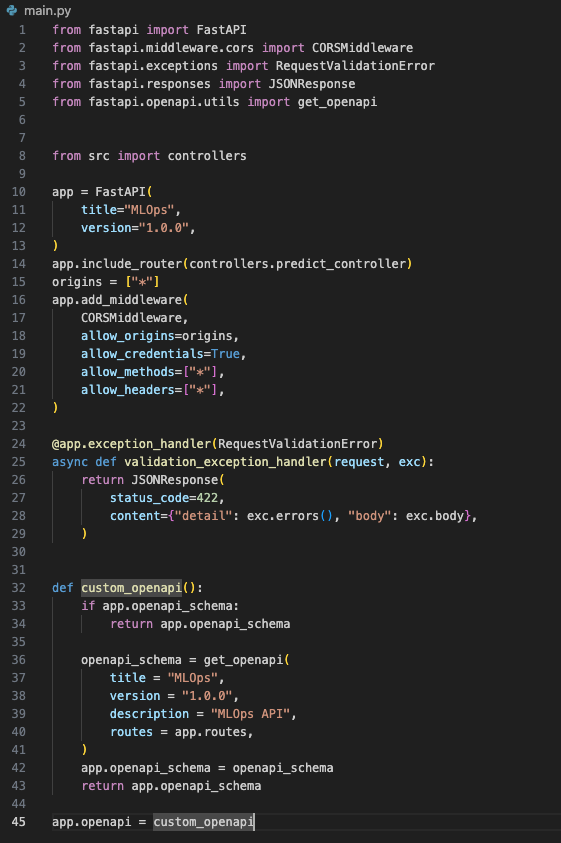 main.py
1 from fastapi import FastAPI
2 from fastapi.middleware.cors import CORSMiddleware
3 from fastapi.exceptions import RequestValidationError
4 from fastapi.responses import JSONResponse
5 from fastapi.openapi.utils import get_openapi
6
7
8 from src import controllers
9
10 app = FastAPI(
11     title="MLOps",
12     version="1.0.0",
13 )
14 app.include_router(controllers.predict_controller)
15 origins = ["*"]
16 app.add_middleware(
17     CORSMiddleware,
18     allow_origins=origins,
19     allow_credentials=True,
20     allow_methods=["*"],
21     allow_headers=["*"],
22 )
23
24 @app.exception_handler(RequestValidationError)
25 async def validation_exception_handler(request, exc):
26     return JSONResponse(
27         status_code=422,
28         content={"detail": exc.errors(), "body": exc.body},
29     )
30
31
32 def custom_openapi():
33     if app.openapi_schema:
34         return app.openapi_schema
35
36     openapi_schema = get_openapi(
37         title = "MLOps",
38         version = "1.0.0",
39         description = "MLOps API",
40         routes = app.routes,
41     )
42     app.openapi_schema = openapi_schema
43     return app.openapi_schema
44
45 app.openapi = custom_openapi